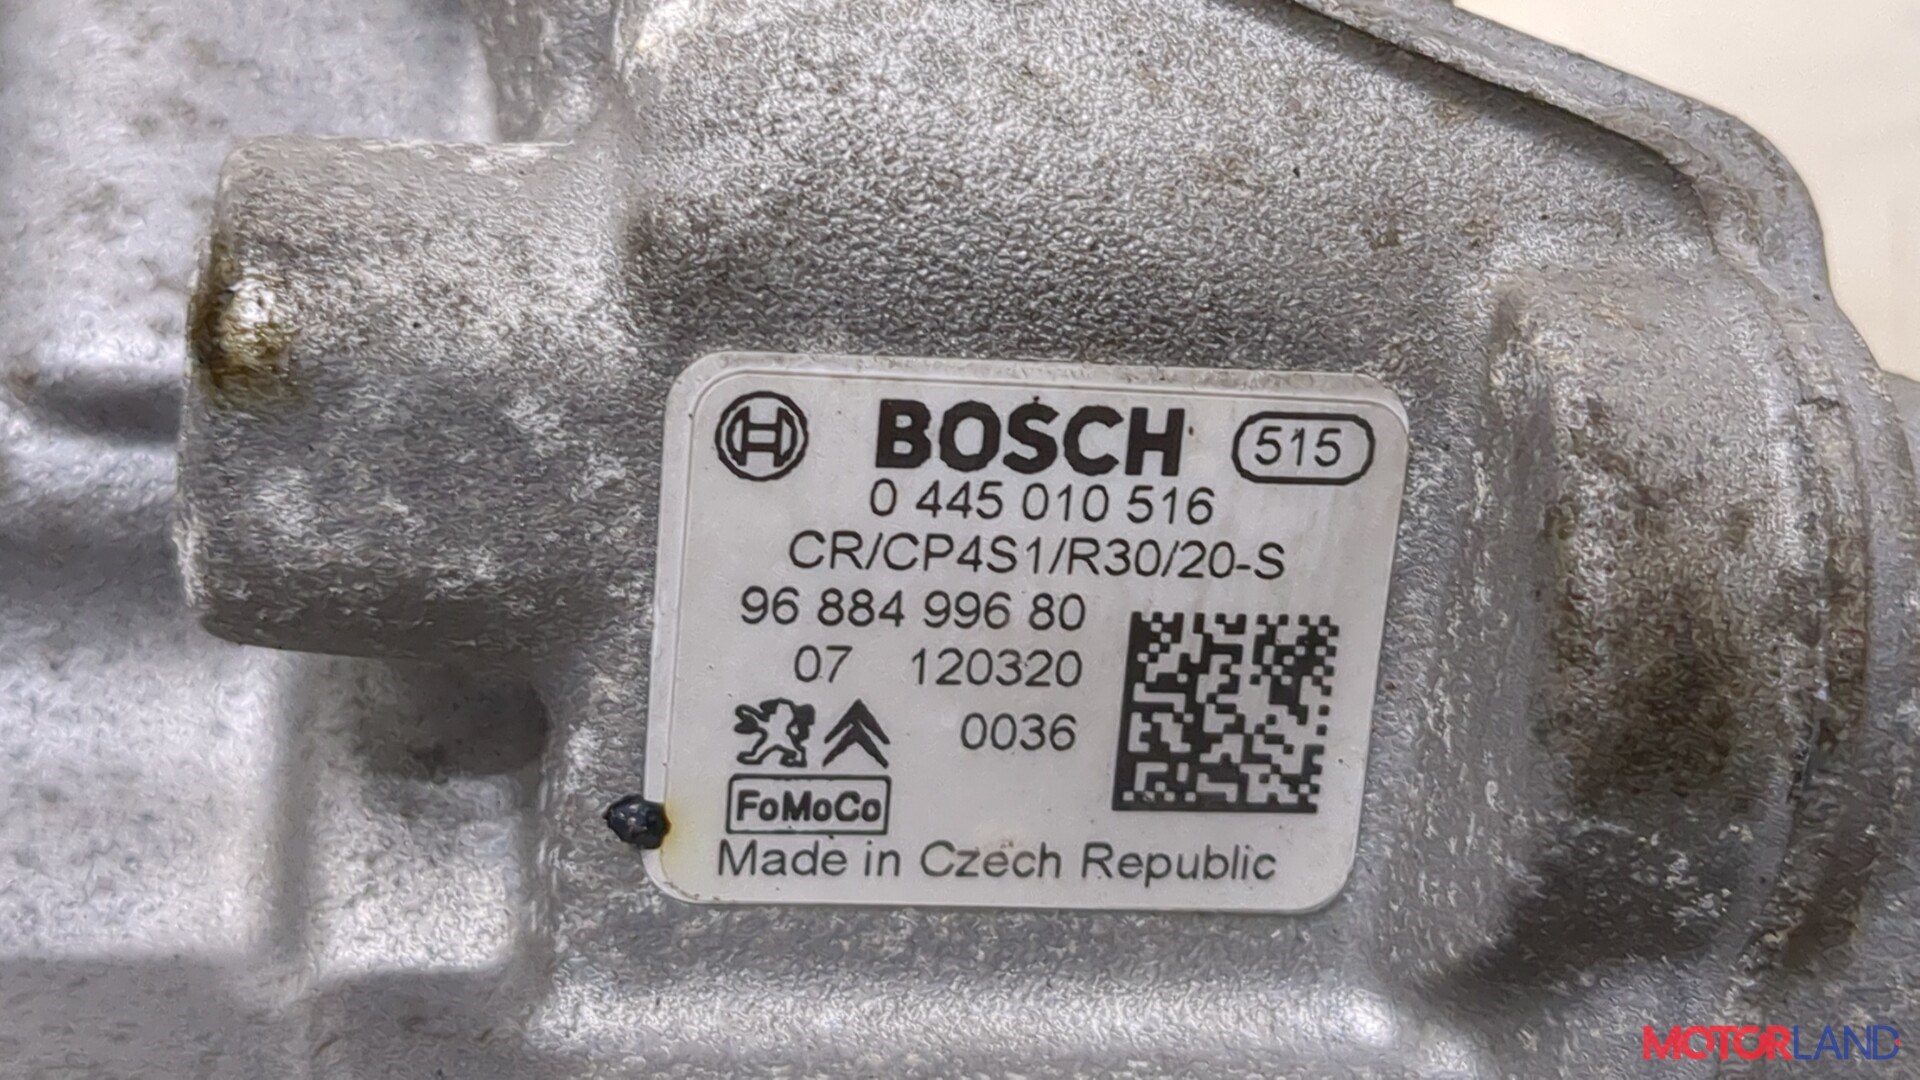 BOSCH 515
0 445 010 516
CR/CP4S1/R30/20-S
96 884 996 80
07 120320
0036
FoMoCo
Made in Czech Republic
MOTORLAND